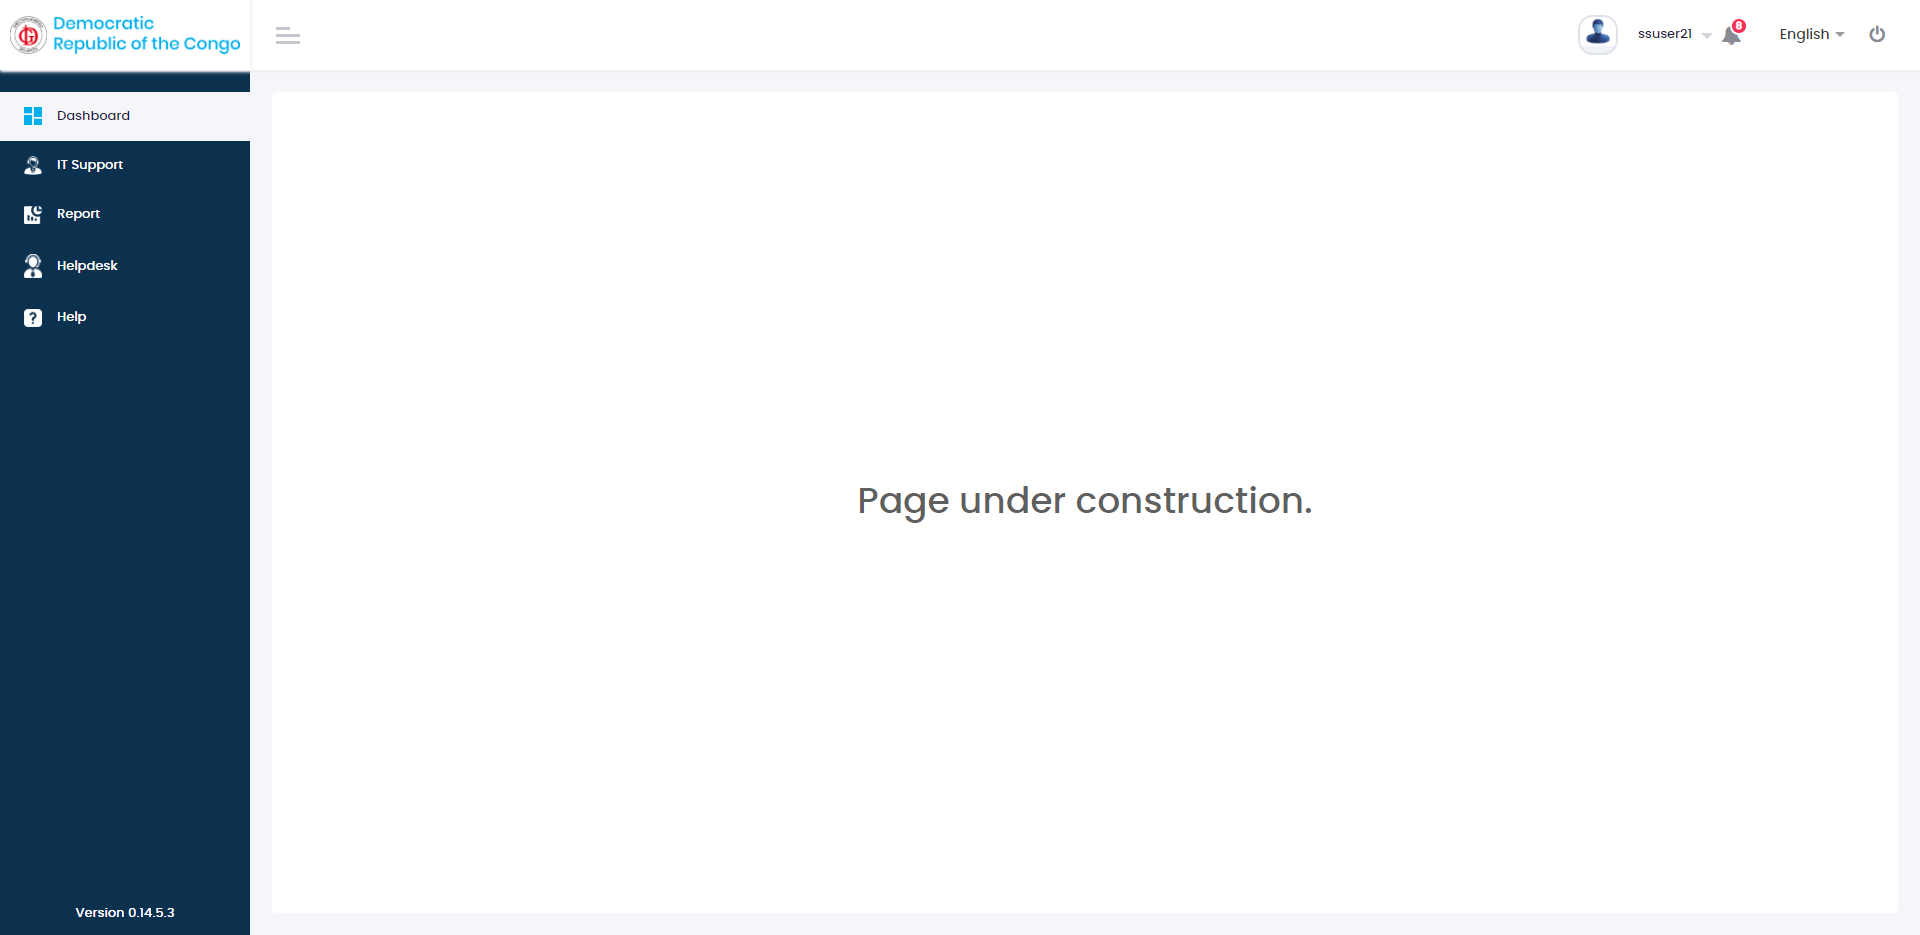 Democratic
Republic of the Congo
ssuser21
8
English
Dashboard
IT Support
Report
Helpdesk
Help
Page under construction.
Version 0.14.5.3